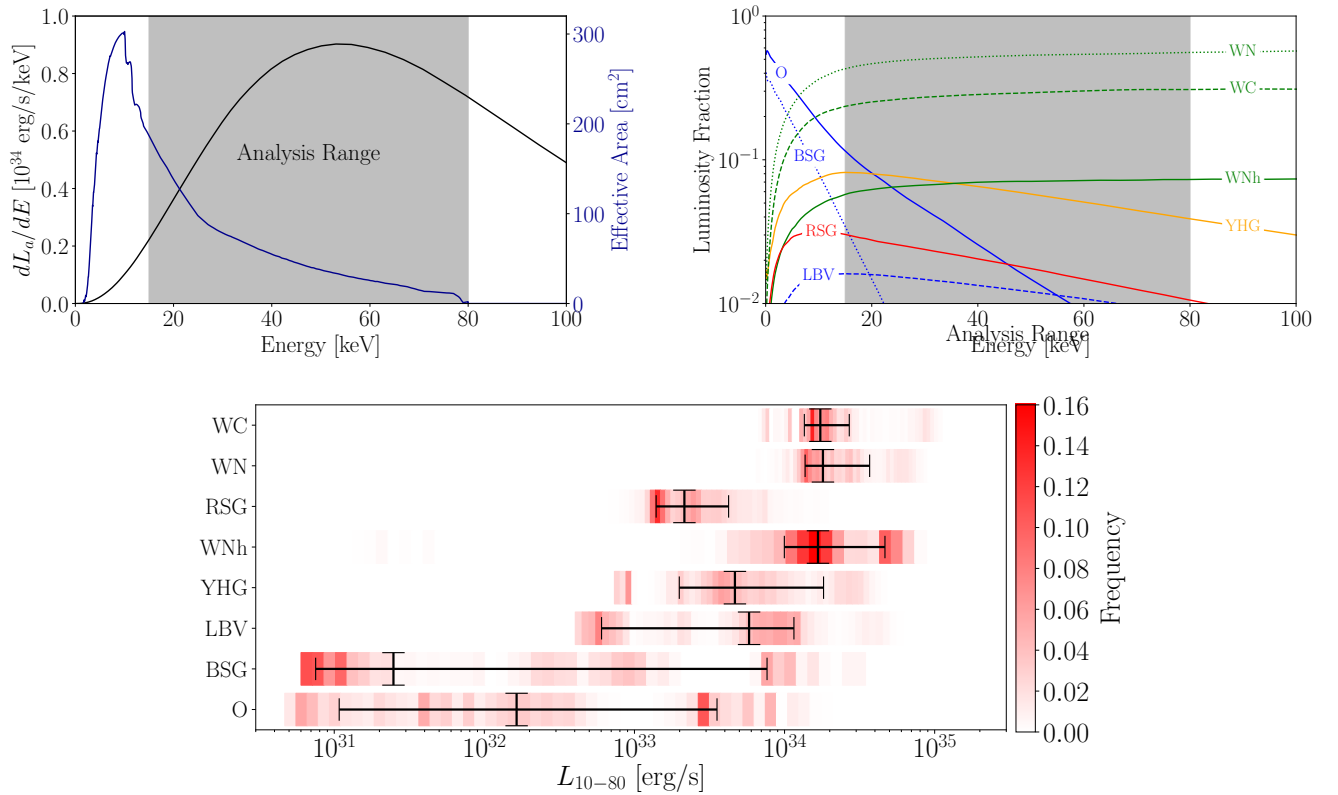 1.0
0.8
0.6
0.4
0.2
0.0
dL_a/dE [10^34 erg/s/keV]
Analysis Range
300
200
100
0
Effective Area [cm^2]
0 20 40 60 80 100
Energy [keV]
10^0
10^−1
10^−2
Luminosity Fraction
O
BSG
RSG
LBV
WN
WC
WNh
YHG
0 20 40 60 80 100
Analysis Range
Energy [keV]
WC
WN
RSG
WNh
YHG
LBV
BSG
O
10^31 10^32 10^33 10^34 10^35
L_10−80 [erg/s]
0.16
0.14
0.12
0.10
0.08
0.06
0.04
0.02
0.00
Frequency